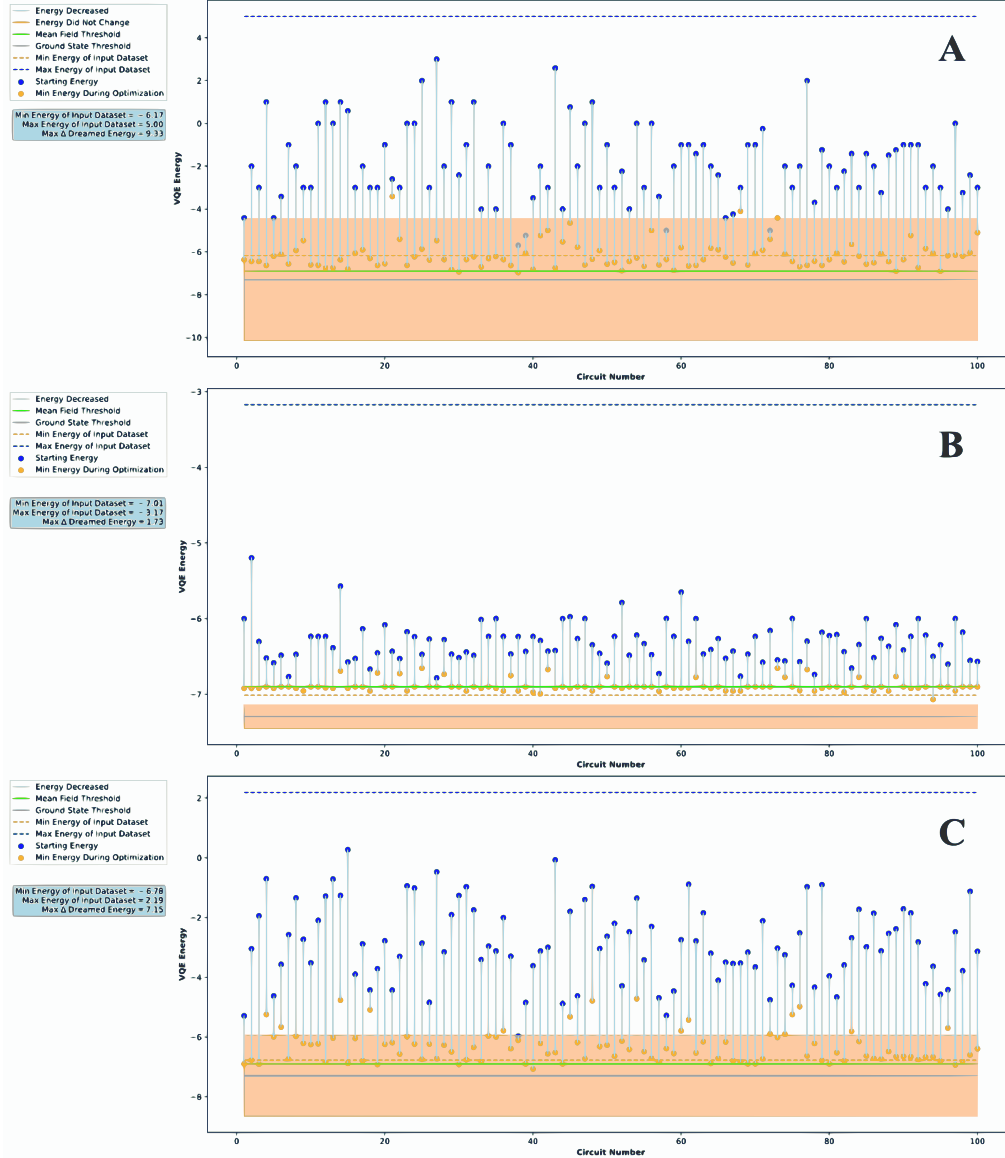 Energy Decreased
Energy Did Not Change
Mean Field Threshold
Ground State Threshold
Min Energy of Input Dataset
Max Energy of Input Dataset
Starting Energy
Min Energy During Optimization
Min Energy of Input Dataset = - 6 17
Max Energy of Input Dataset = 5.00
Max Δ Dreamed Energy = 9 33
A
VQE Energy
4
2
0
−2
−4
−6
−8
−10
0 20 40 60 80 100
Circuit Number
Energy Decreased
Mean Field Threshold
Ground State Threshold
Min Energy of Input Dataset
Max Energy of Input Dataset
Starting Energy
Min Energy During Optimization
Min Energy of Input Dataset = - 7 01
Max Energy of Input Dataset = - 3 17
Max Δ Dreamed Energy = 1 73
B
VQE Energy
−3
−4
−5
−6
−7
0 20 40 60 80 100
Circuit Number
Energy Decreased
Mean Field Threshold
Ground State Threshold
Min Energy of Input Dataset
Max Energy of Input Dataset
Starting Energy
Min Energy During Optimization
Min Energy of Input Dataset = - 6 78
Max Energy of Input Dataset = 2 19
Max Δ Dreamed Energy = 7 15
C
VQE Energy
2
0
−2
−4
−6
−8
0 20 40 60 80 100
Circuit Number